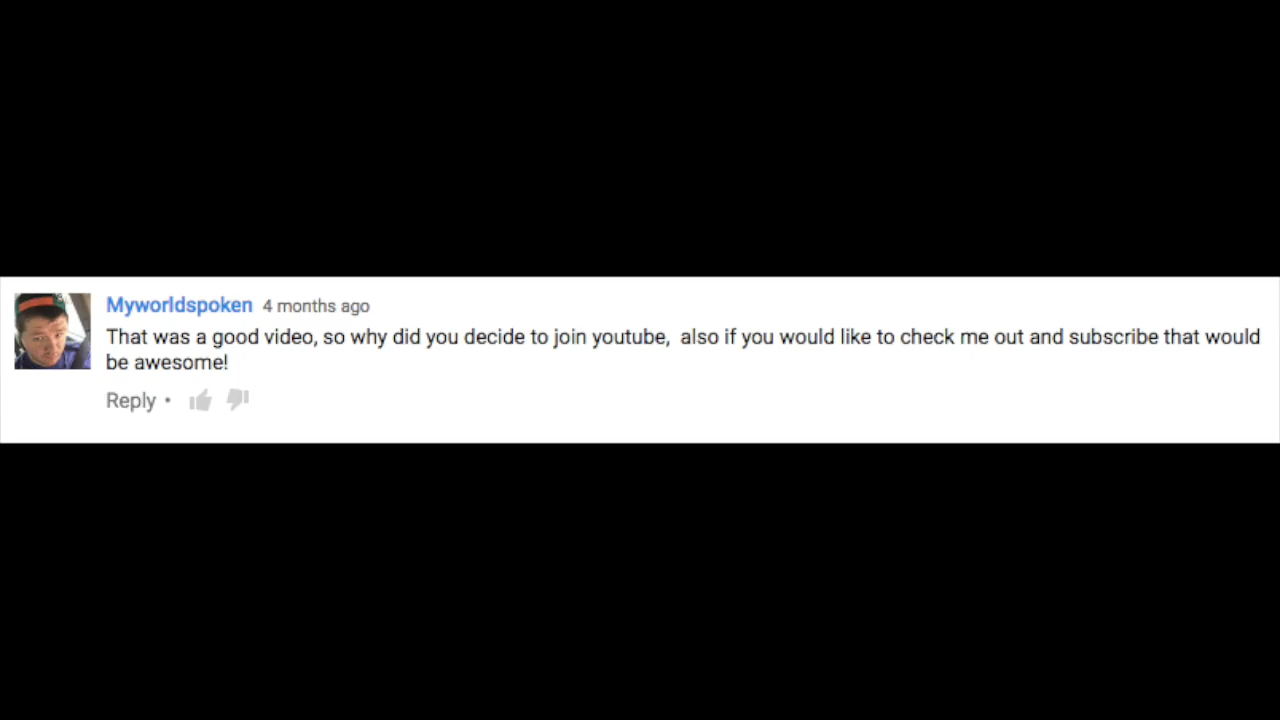 Myworldspoken 4 months ago
That was a good video, so why did you decide to join youtube,  also if you would like to check me out and subscribe that would
be awesome!
Reply •